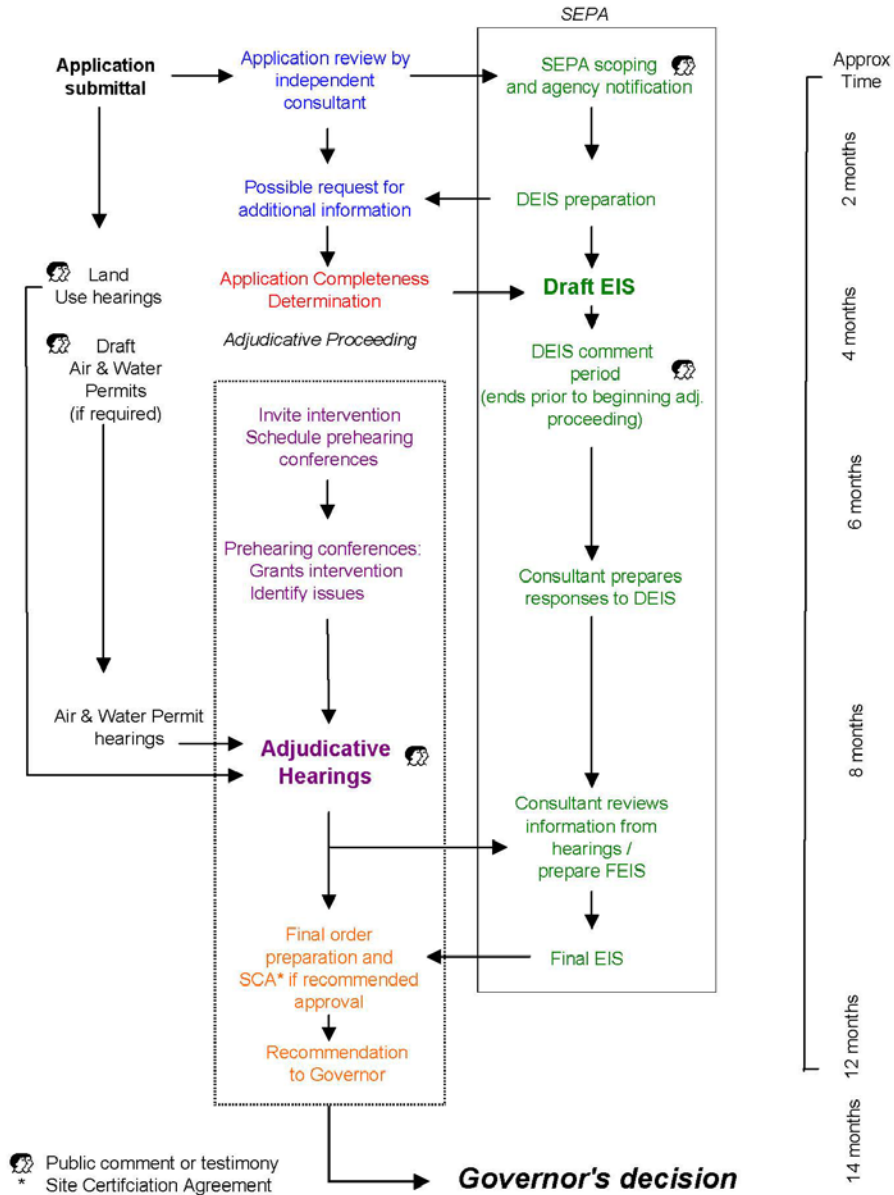 SEPA
Application
submittal
Application review by
independent
consultant
SEPA scoping
and agency notification
Approx
Time
2 months
Possible request for
additional information
DEIS preparation
Land
Use hearings
Application Completeness
Determination
Draft EIS
4 months
Adjudicative Proceeding
Draft
Air & Water
Permits
(if required)
DEIS comment
period
(ends prior to beginning adj.
proceeding)
Invite intervention
Schedule prehearing
conferences
6 months
Prehearing conferences:
Grants intervention
Identify issues
Consultant prepares
responses to DEIS
Air & Water Permit
hearings
Adjudicative
Hearings
8 months
Consultant reviews
information from
hearings /
prepare FEIS
Final order
preparation and
SCA* if recommended
approval
Final EIS
Recommendation
to Governor
12 months
14 months
Public comment or testimony
* Site Certifciation Agreement
Governor's decision